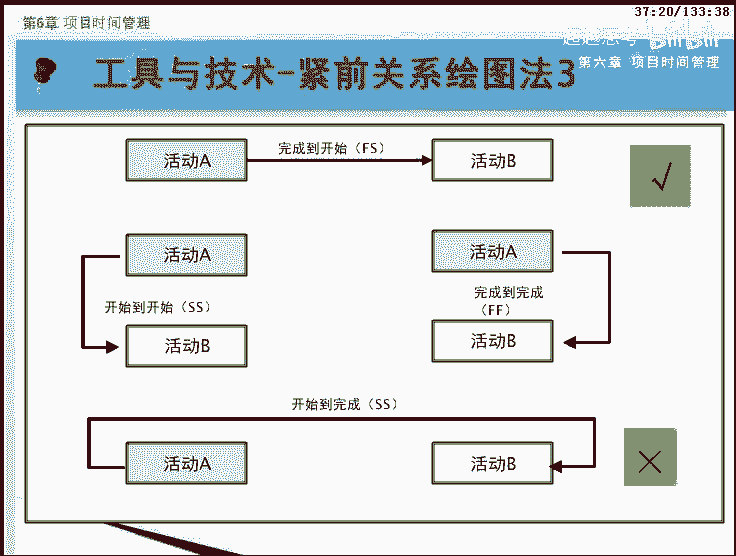 37:20/133:38
第6章 项目时间管理
bilibili
第六章 项目时间管理
工具与技术-紧前关系绘图法3
活动A
完成到开始（FS）
活动B
√
活动A
活动A
开始到开始（SS）
完成到完成
（FF）
活动B
活动B
开始到完成（SS）
活动A
活动B
×